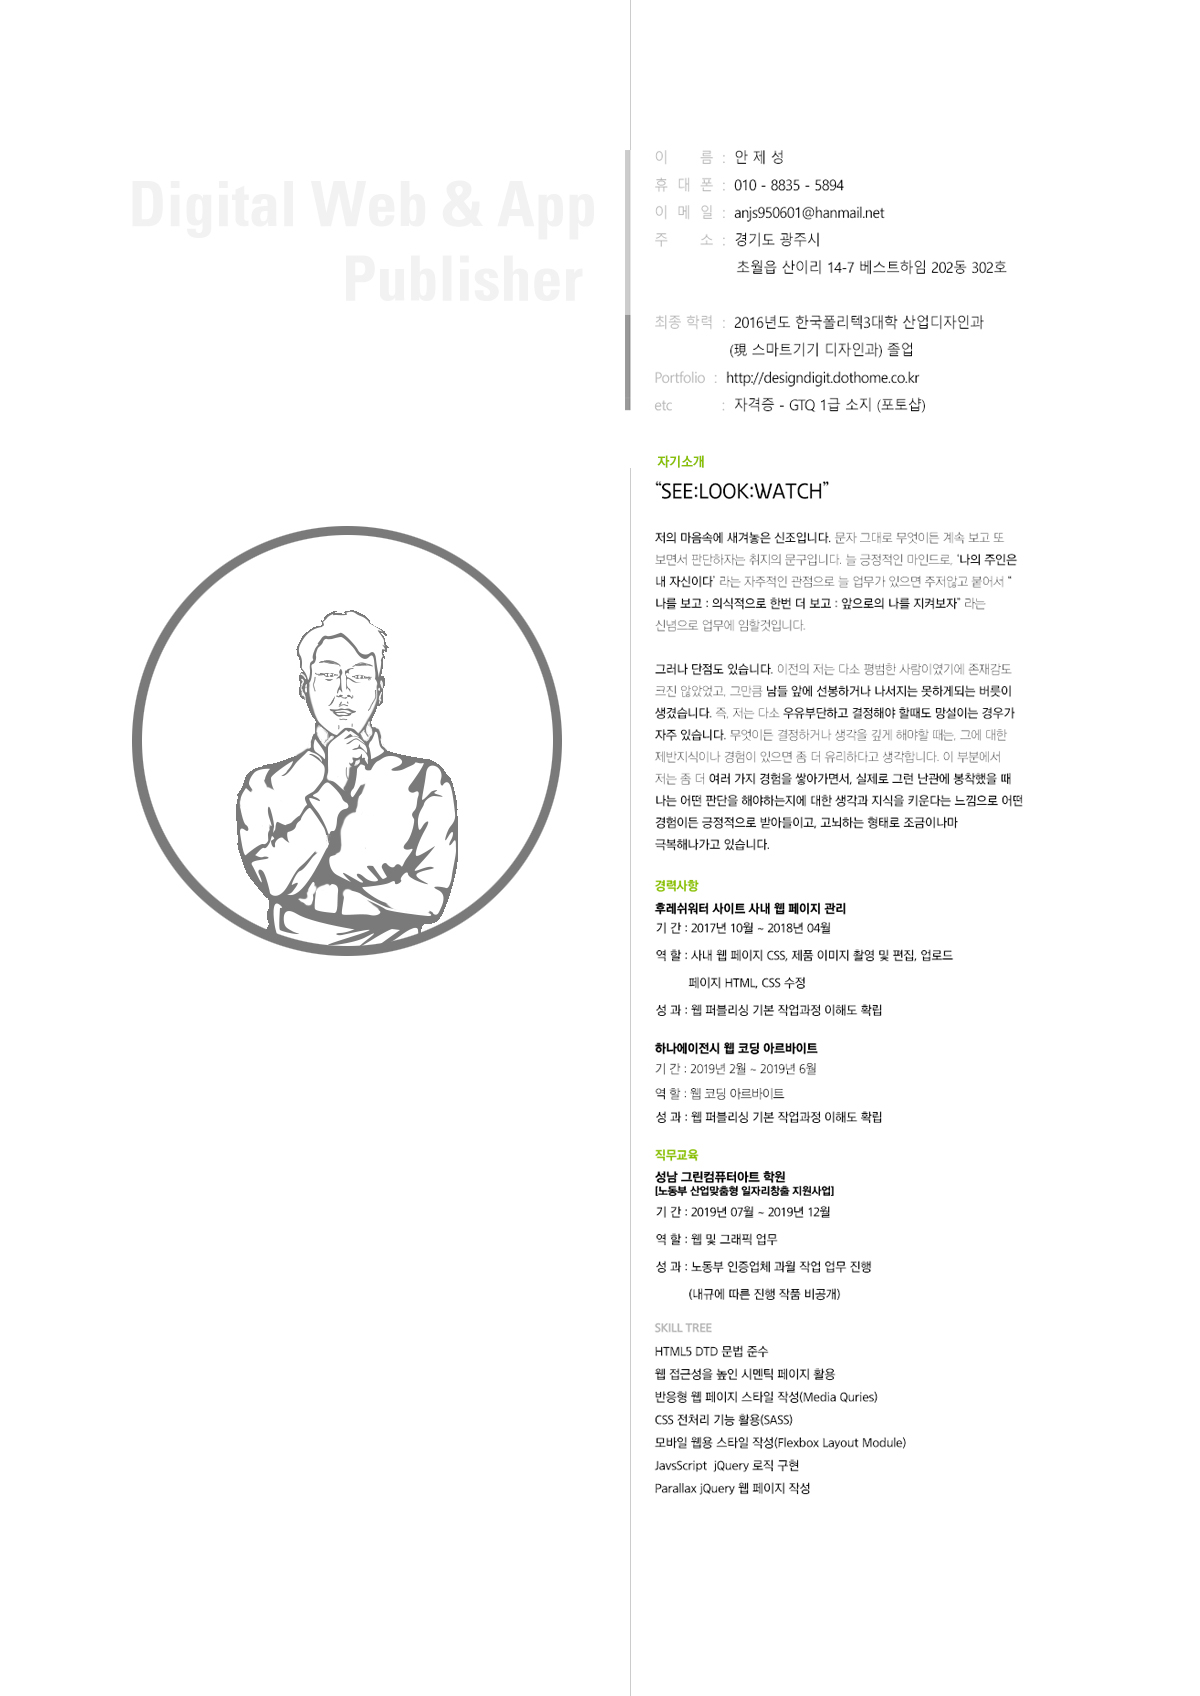 Digital Web & App
Publisher
이 름 : 안 제 성
휴 대 폰 : 010 - 8835 - 5894
이 메 일 : anjs950601@hanmail.net
주 소 : 경기도 광주시
초월읍 산이리 14-7 베스트하임 202동 302호
최종 학력 : 2016년도 한국폴리텍3대학 산업디자인과
(現 스마트기기 디자인과) 졸업
Portfolio : http://designdigit.dothome.co.kr
etc : 자격증 - GTQ 1급 소지 (포토샵)
자기소개
“SEE:LOOK:WATCH”
저의 마음속에 새겨놓은 신조입니다. 문자 그대로 무엇이든 계속 보고 또
보면서 판단하자는 취지의 문구입니다. 늘 긍정적인 마인드로, ‘나의 주인은
내 자신이다’ 라는 자주적인 관점으로 늘 업무가 있으면 주저않고 붙어서 “
나를 보고 : 의식적으로 한번 더 보고 : 앞으로의 나를 지켜보자” 라는
신념으로 업무에 임할것입니다.
그러나 단점도 있습니다. 이전의 저는 다소 평범한 사람이였기에 존재감도
크진 않았었고, 그만큼 남들 앞에 선봉하거나 나서지는 못하게되는 버릇이
생겼습니다. 즉, 저는 다소 우유부단하고 결정해야 할때도 망설이는 경우가
자주 있습니다. 무엇이든 결정하거나 생각을 깊게 해야할 때는, 그에 대한
제반지식이나 경험이 있으면 좀 더 유리하다고 생각합니다. 이 부분에서
저는 좀 더 여러 가지 경험을 쌓아가면서, 실제로 그런 난관에 봉착했을 때
나는 어떤 판단을 해야하는지에 대한 생각과 지식을 키운다는 느낌으로 어떤
경험이든 긍정적으로 받아들이고, 고뇌하는 형태로 조금이나마
극복해나가고 있습니다.
경력사항
후레쉬워터 사이트 사내 웹 페이지 관리
기 간 : 2017년 10월 ~ 2018년 04월
역 할 : 사내 웹 페이지 CSS, 제품 이미지 촬영 및 편집, 업로드
페이지 HTML, CSS 수정
성 과 : 웹 퍼블리싱 기본 작업과정 이해도 확립
하나에이전시 웹 코딩 아르바이트
기 간 : 2019년 2월 ~ 2019년 6월
역 할 : 웹 코딩 아르바이트
성 과 : 웹 퍼블리싱 기본 작업과정 이해도 확립
직무교육
성남 그린컴퓨터아트 학원
[노동부 산업맞춤형 일자리창출 지원사업]
기 간 : 2019년 07월 ~ 2019년 12월
역 할 : 웹 및 그래픽 업무
성 과 : 노동부 인증업체 과월 작업 업무 진행
(내규에 따른 진행 작품 비공개)
SKILL TREE
HTML5 DTD 문법 준수
웹 접근성을 높인 시멘틱 페이지 활용
반응형 웹 페이지 스타일 작성(Media Quries)
CSS 전처리 기능 활용(SASS)
모바일 웹용 스타일 작성(Flexbox Layout Module)
JavsScript jQuery 로직 구현
Parallax jQuery 웹 페이지 작성